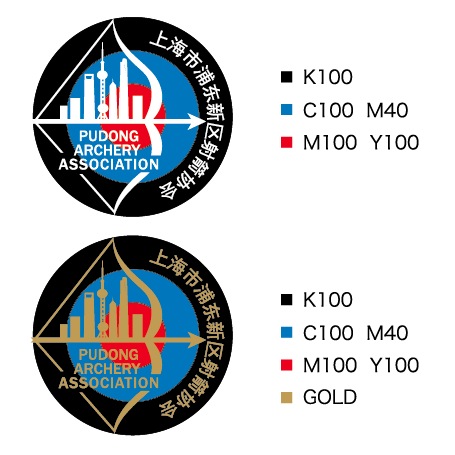 上海市浦东新区射箭协会
PUDONG
ARCHERY
ASSOCIATION
K100
C100 M40
M100 Y100
上海市浦东新区射箭协会
PUDONG
ARCHERY
ASSOCIATION
K100
C100 M40
M100 Y100
GOLD